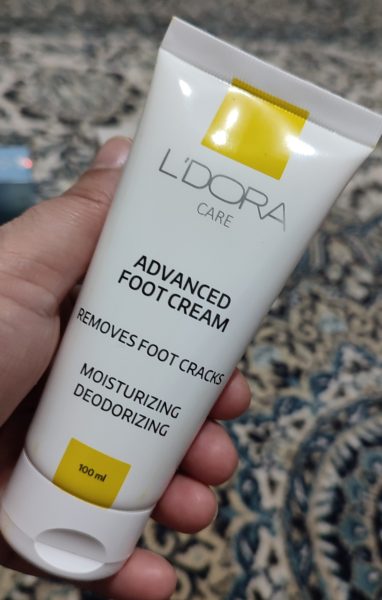 L'DORA
CARE
ADVANCED
FOOT CREAM
REMOVES FOOT CRACKS
MOISTURIZING
DEODORIZING
100 ml